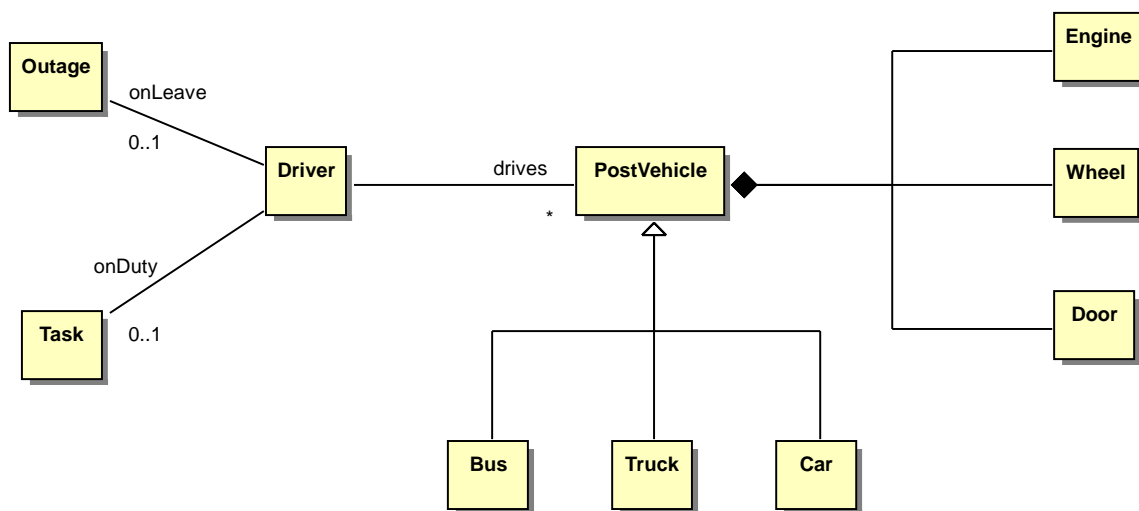 Engine
Outage
onLeave
0..1
Driver
drives
*
PostVehicle
Wheel
onDuty
0..1
Task
Door
Bus
Truck
Car